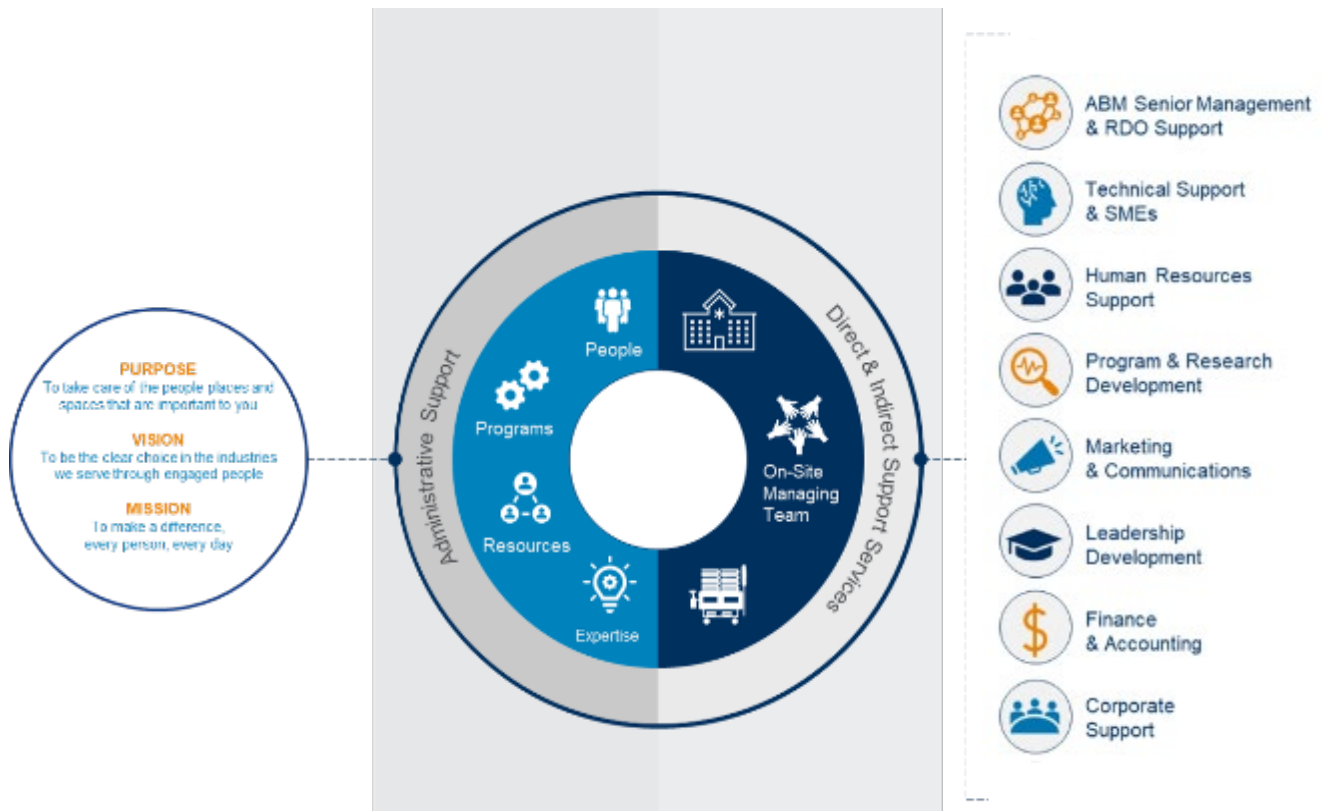 PURPOSE
To take care of the people places and
spaces that are important to you
VISION
To be the clear choice in the industries
we serve through engaged people
MISSION
To make a difference,
every person, every day
Administrative Support
People
Programs
Resources
Expertise
On-Site
Managing
Team
Direct & Indirect Support Services
ABM Senior Management
& RDO Support
Technical Support
& SMEs
Human Resources
Support
Program & Research
Development
Marketing
& Communications
Leadership
Development
Finance
& Accounting
Corporate
Support